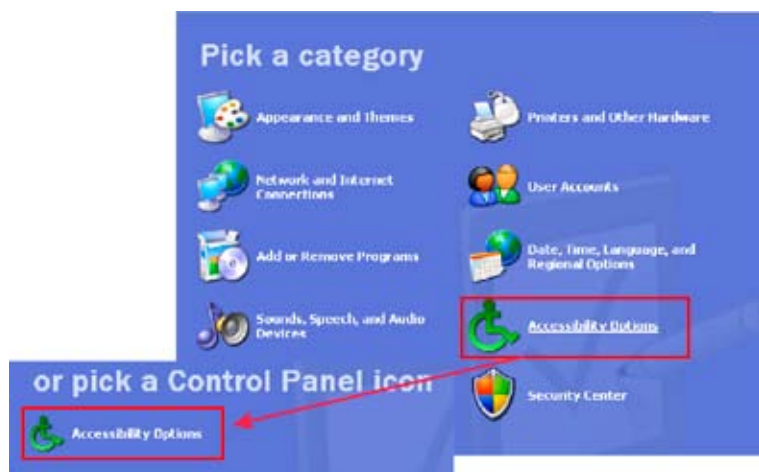 Pick a category
Appearance and Themes
Printers and Other Hardware
Network and Internet
Connections
User Accounts
Add or Remove Programs
Date, Time, Language, and
Regional Options
Sounds, Speech, and Audio
Devices
Accessibility Options
Security Center
or pick a Control Panel icon
Accessibility Options